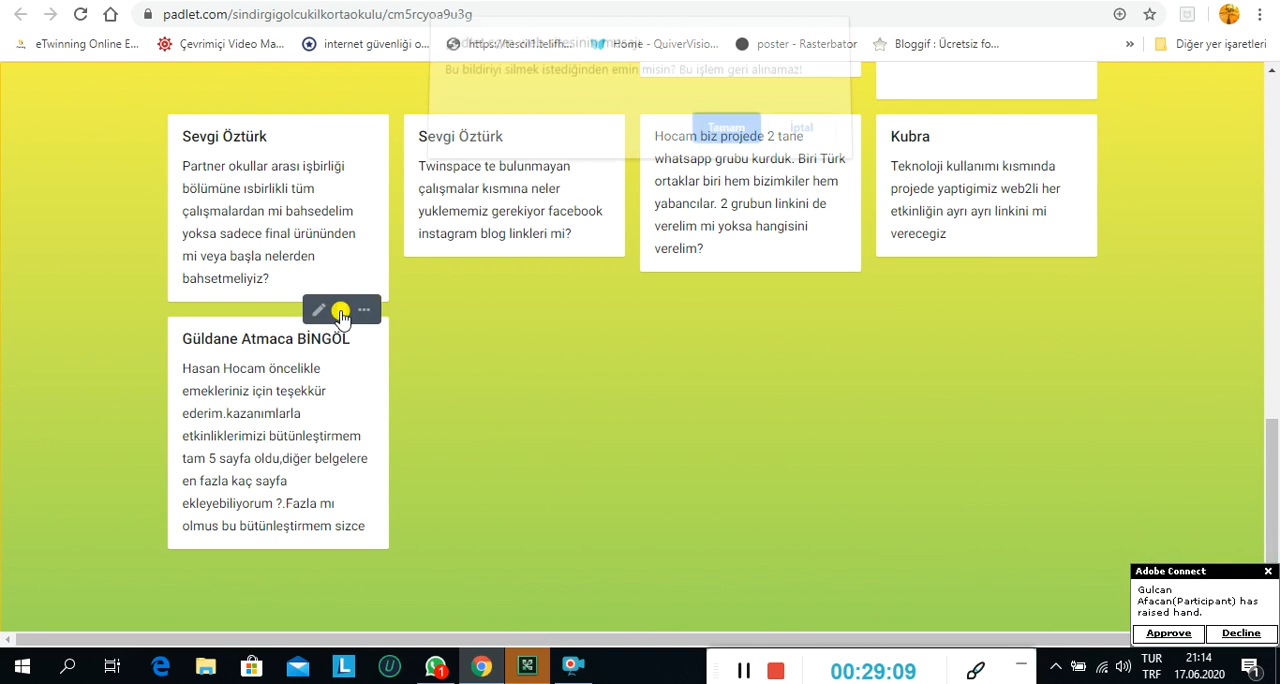 padlet.com/sindirgigolcukilkortaokulu/cm5rcyoa9u3g
eTwinning Online E...
Çevrimiçi Video Ma...
internet güvenliği o...
https://tescil.telifh...
Home - QuiverVisio...
poster - Rasterbator
Bloggif : Ücretsiz fo...
»
Diğer yer işaretleri
Bu bildiriyi silmek istediğinden emin misin? Bu işlem geri alınamaz!
Tamam
İptal
Sevgi Öztürk
Partner okullar arası işbirliği
bölümüne ısbirlikli tüm
çalışmalardan mi bahsedelim
yoksa sadece final ürününden
mi veya başla nelerden
bahsetmeliyiz?
Sevgi Öztürk
Twinspace te bulunmayan
çalışmalar kısmına neler
yuklememiz gerekiyor facebook
instagram blog linkleri mi?
Hocam biz projede 2 tane
whatsapp grubu kurduk. Biri Türk
ortaklar biri hem bizimkiler hem
yabancılar. 2 grubun linkini de
verelim mi yoksa hangisini
verelim?
Kubra
Teknoloji kullanımı kısmında
projede yaptigimiz web2li her
etkinliğin ayrı ayrı linkini mi
verecegiz
Güldane Atmaca BİNGÖL
Hasan Hocam öncelikle
emekleriniz için teşekkür
ederim.kazanımlarla
etkinliklerimizi bütünleştirmem
tam 5 sayfa oldu,diğer belgelere
en fazla kaç sayfa
ekleyebiliyorum ?.Fazla mı
olmus bu bütünleştirmem sizce
Adobe Connect
Gulcan
Afacan(Participant) has
raised hand.
Approve
Decline
00:29:09
TUR
TRF
21:14
17.06.2020